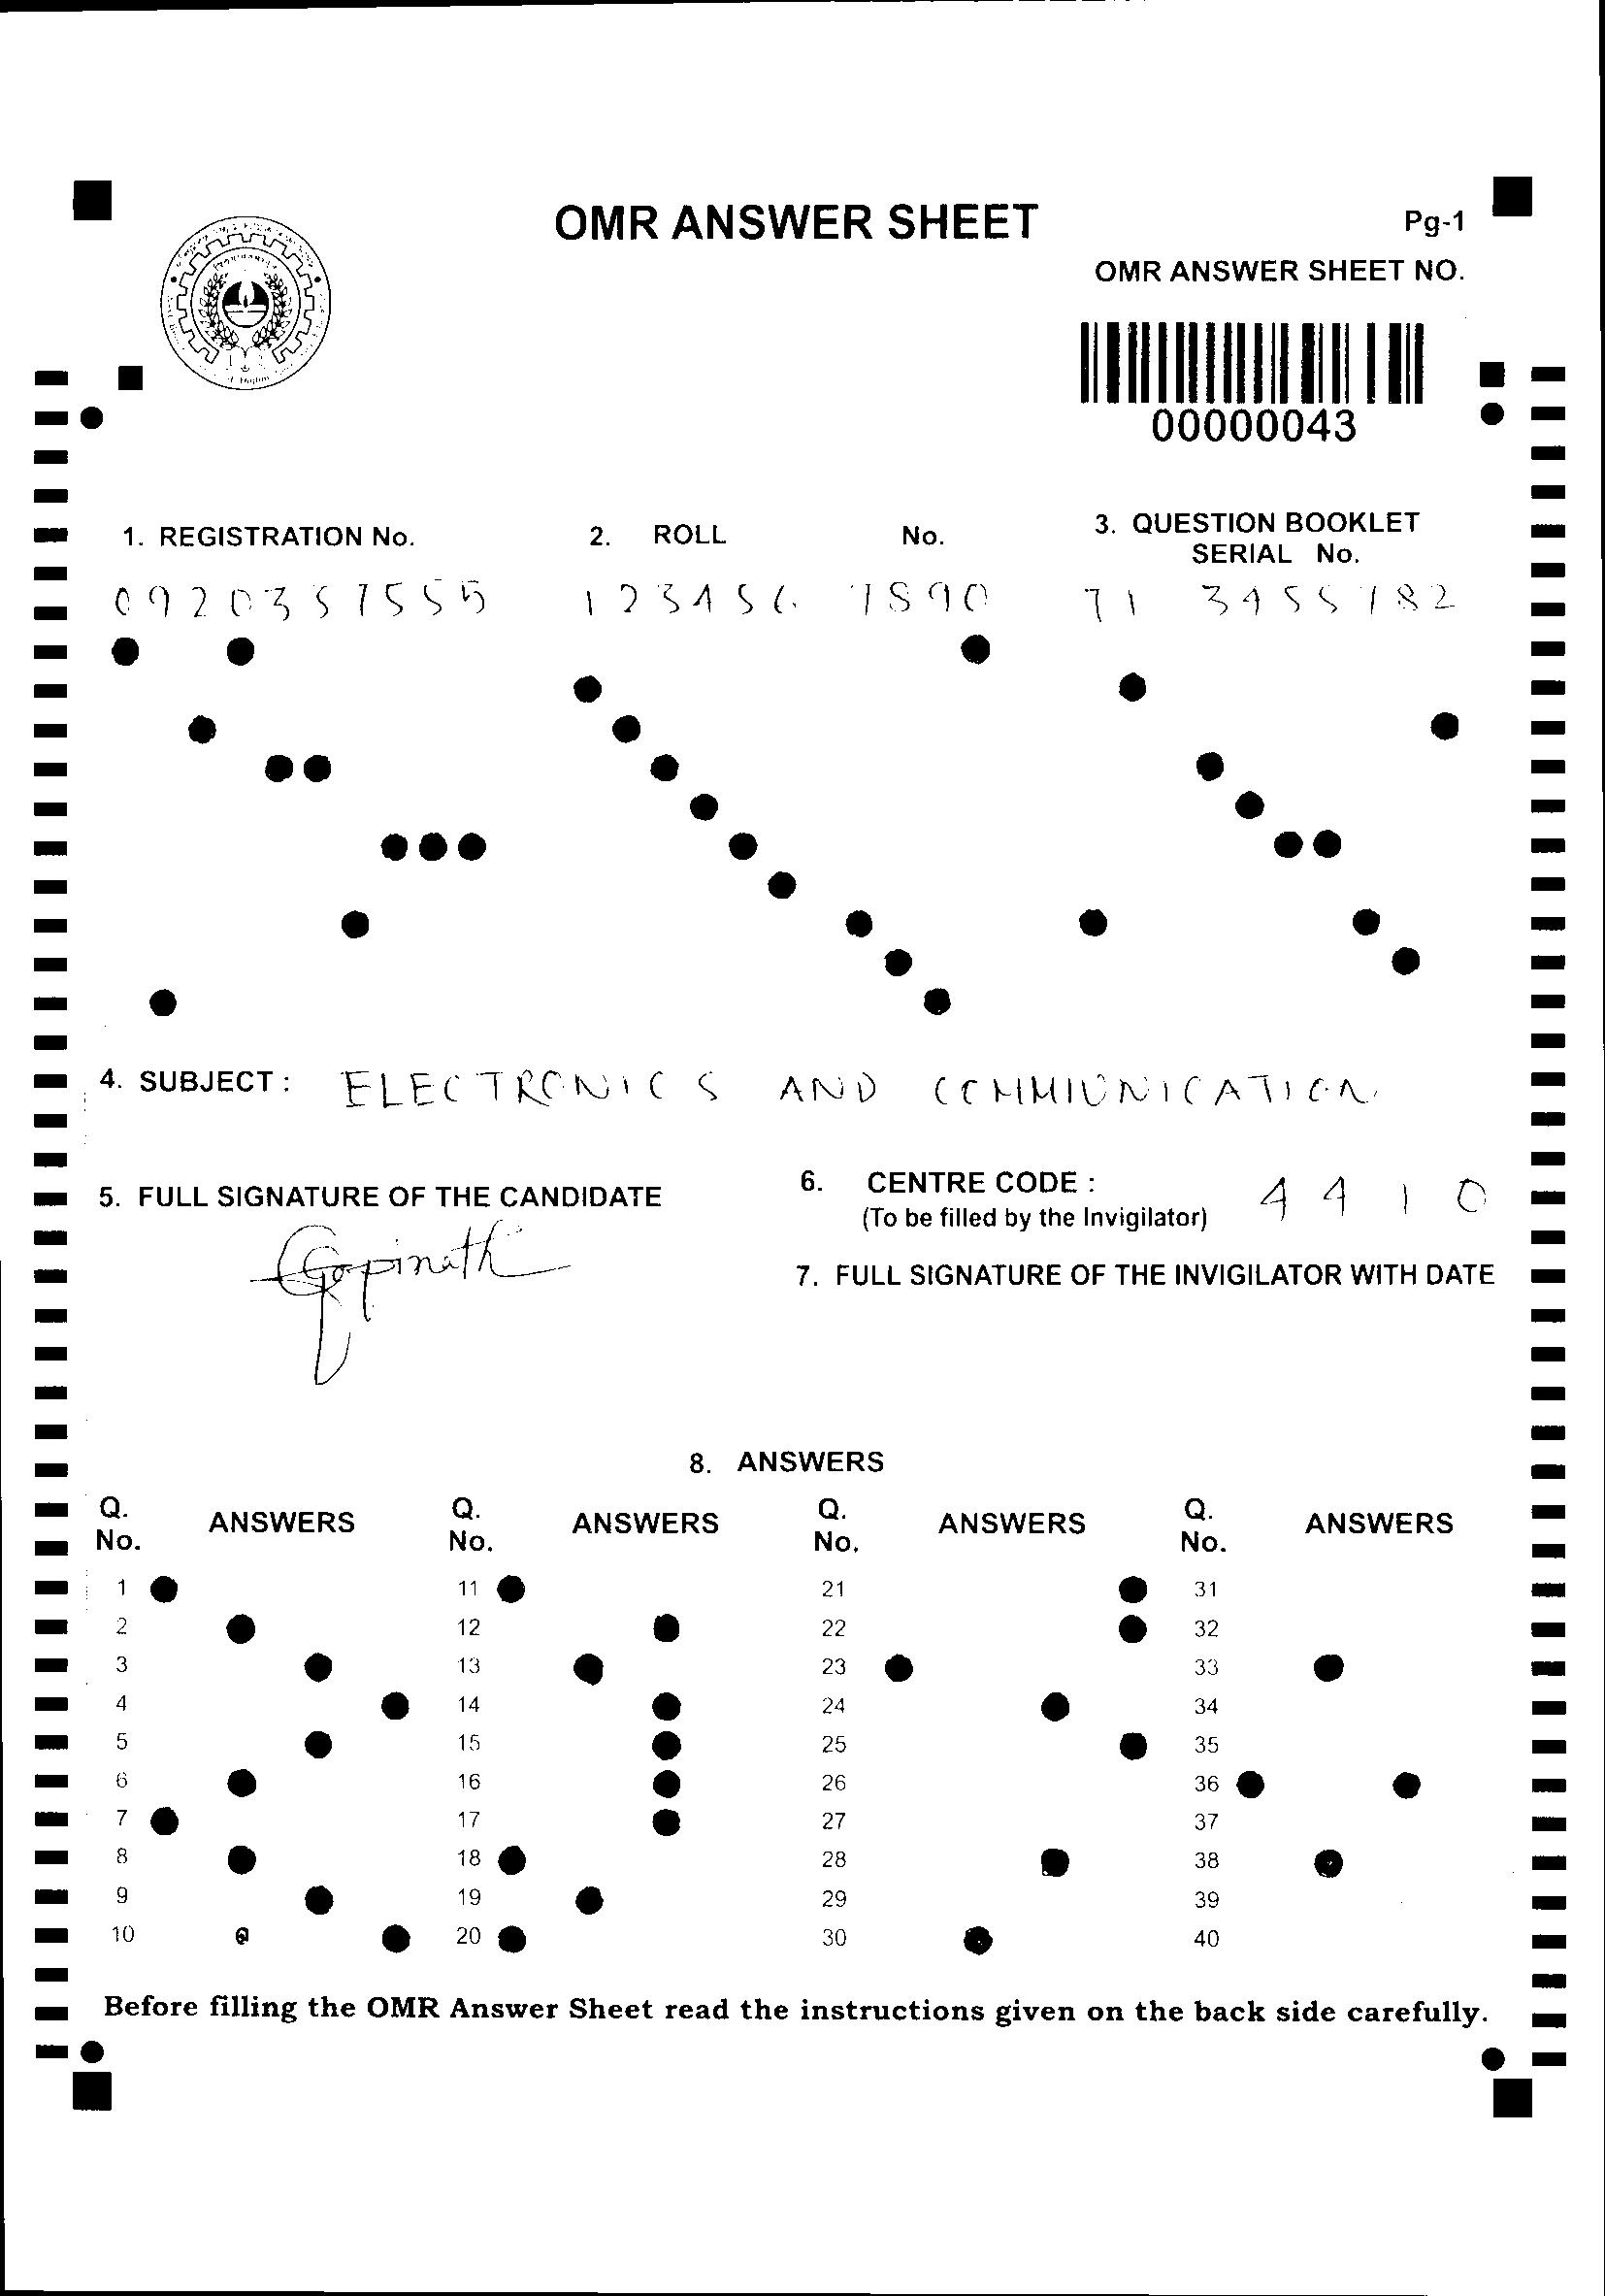 OMR ANSWER SHEET
Pg-1
OMR ANSWER SHEET NO.
00000043
1. REGISTRATION No.
2. ROLL No.
3. QUESTION BOOKLET
SERIAL No.
0920337555
1234567890
71 3455782
4. SUBJECT : ELECTRONICS AND COMMIUNICATION
5. FULL SIGNATURE OF THE CANDIDATE
Gopinath
6. CENTRE CODE : 4410
(To be filled by the Invigilator)
7. FULL SIGNATURE OF THE INVIGILATOR WITH DATE
8. ANSWERS
Q. No. ANSWERS Q. No. ANSWERS Q. No. ANSWERS Q. No. ANSWERS
1 11 21 31
2 12 22 32
3 13 23 33
4 14 24 34
5 15 25 35
6 16 26 36
7 17 27 37
8 18 28 38
9 19 29 39
10 20 30 40
Before filling the OMR Answer Sheet read the instructions given on the back side carefully.